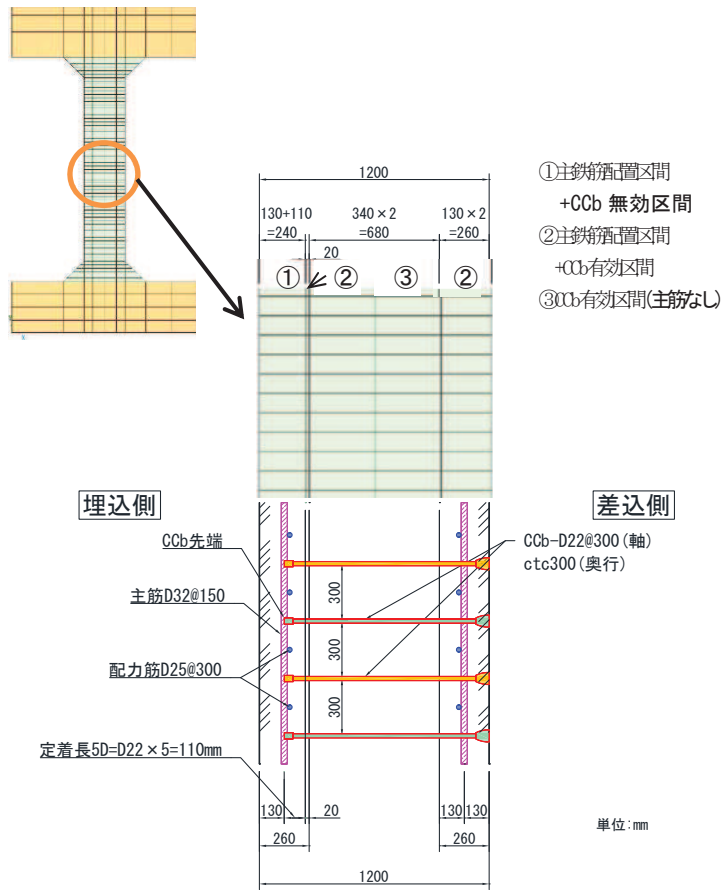 1200
130+110
=240
340×2
=680
130×2
=260
20
①
②
③
②
①主鉄筋配置区間
+CCb 無効区間
②主鉄筋配置区間
+CCb有効区間
③CCb有効区間(主筋なし)
埋込側
差込側
CCb先端
CCb-D22@300(軸)
ctc300(奥行)
主筋D32@150
配力筋D25@300
300
300
300
定着長5D=D22×5=110mm
130
20
130
130
260
260
単位:mm
1200